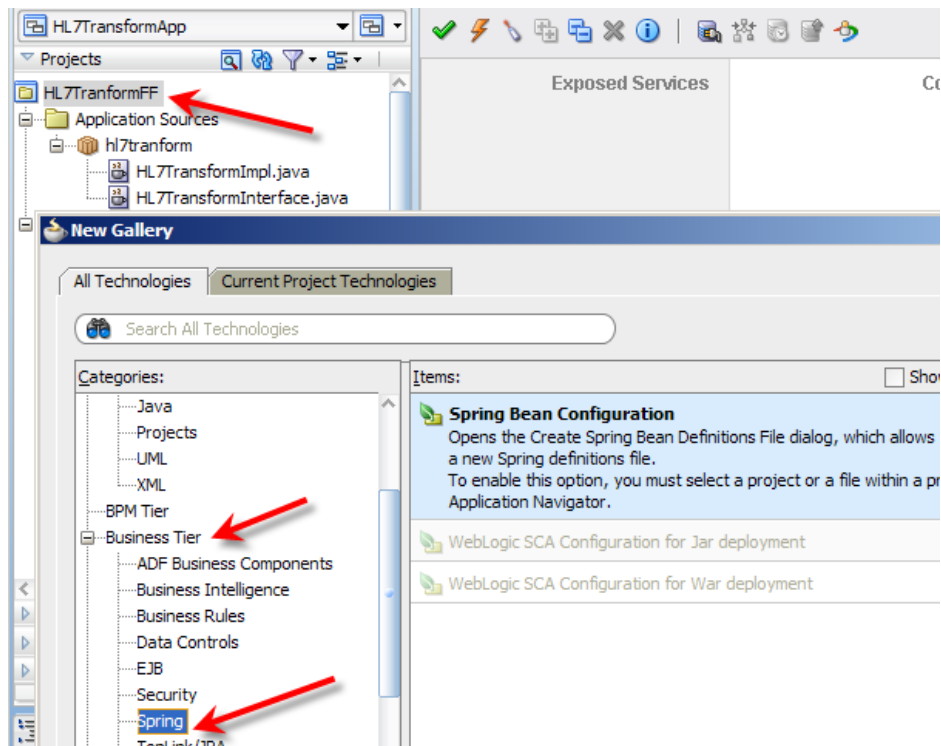 HL7TransformApp
Projects
HL7TranformFF
Application Sources
hl7tranform
HL7TransformImpl.java
HL7TransformInterface.java
Exposed Services
New Gallery
All Technologies
Current Project Technologies
Search All Technologies
Categories:
Java
Projects
UML
XML
BPM Tier
Business Tier
ADF Business Components
Business Intelligence
Business Rules
Data Controls
EJB
Security
Spring
TopLink/JPA
Items:
Spring Bean Configuration
Opens the Create Spring Bean Definitions File dialog, which allows
a new Spring definitions file.
To enable this option, you must select a project or a file within a
Application Navigator.
WebLogic SCA Configuration for Jar deployment
WebLogic SCA Configuration for War deployment